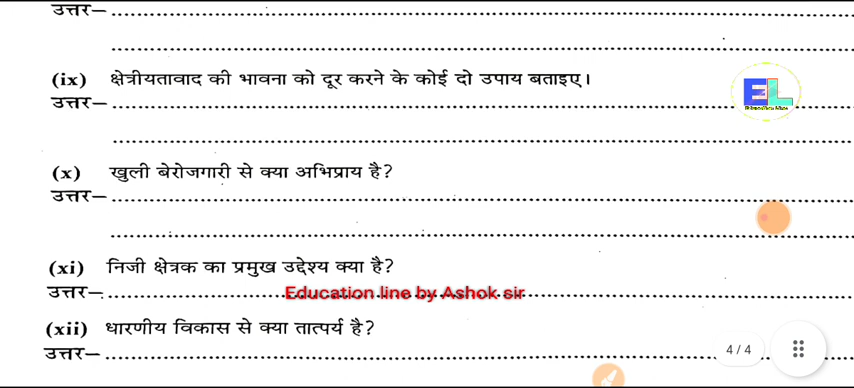 उत्तर–
(ix) क्षेत्रीयतावाद की भावना को दूर करने के कोई दो उपाय बताइए।
उत्तर–
EL
(x) खुली बेरोजगारी से क्या अभिप्राय है?
उत्तर–
(xi) निजी क्षेत्रक का प्रमुख उद्देश्य क्या है?
उत्तर– Education line by Ashok sir
(xii) धारणीय विकास से क्या तात्पर्य है?
उत्तर–
4 / 4